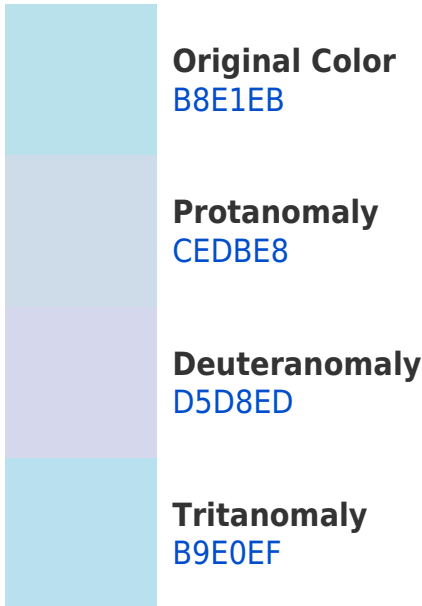 Original Color
B8E1EB
Protanomaly
CEDBE8
Deuteranomaly
D5D8ED
Tritanomaly
B9E0EF